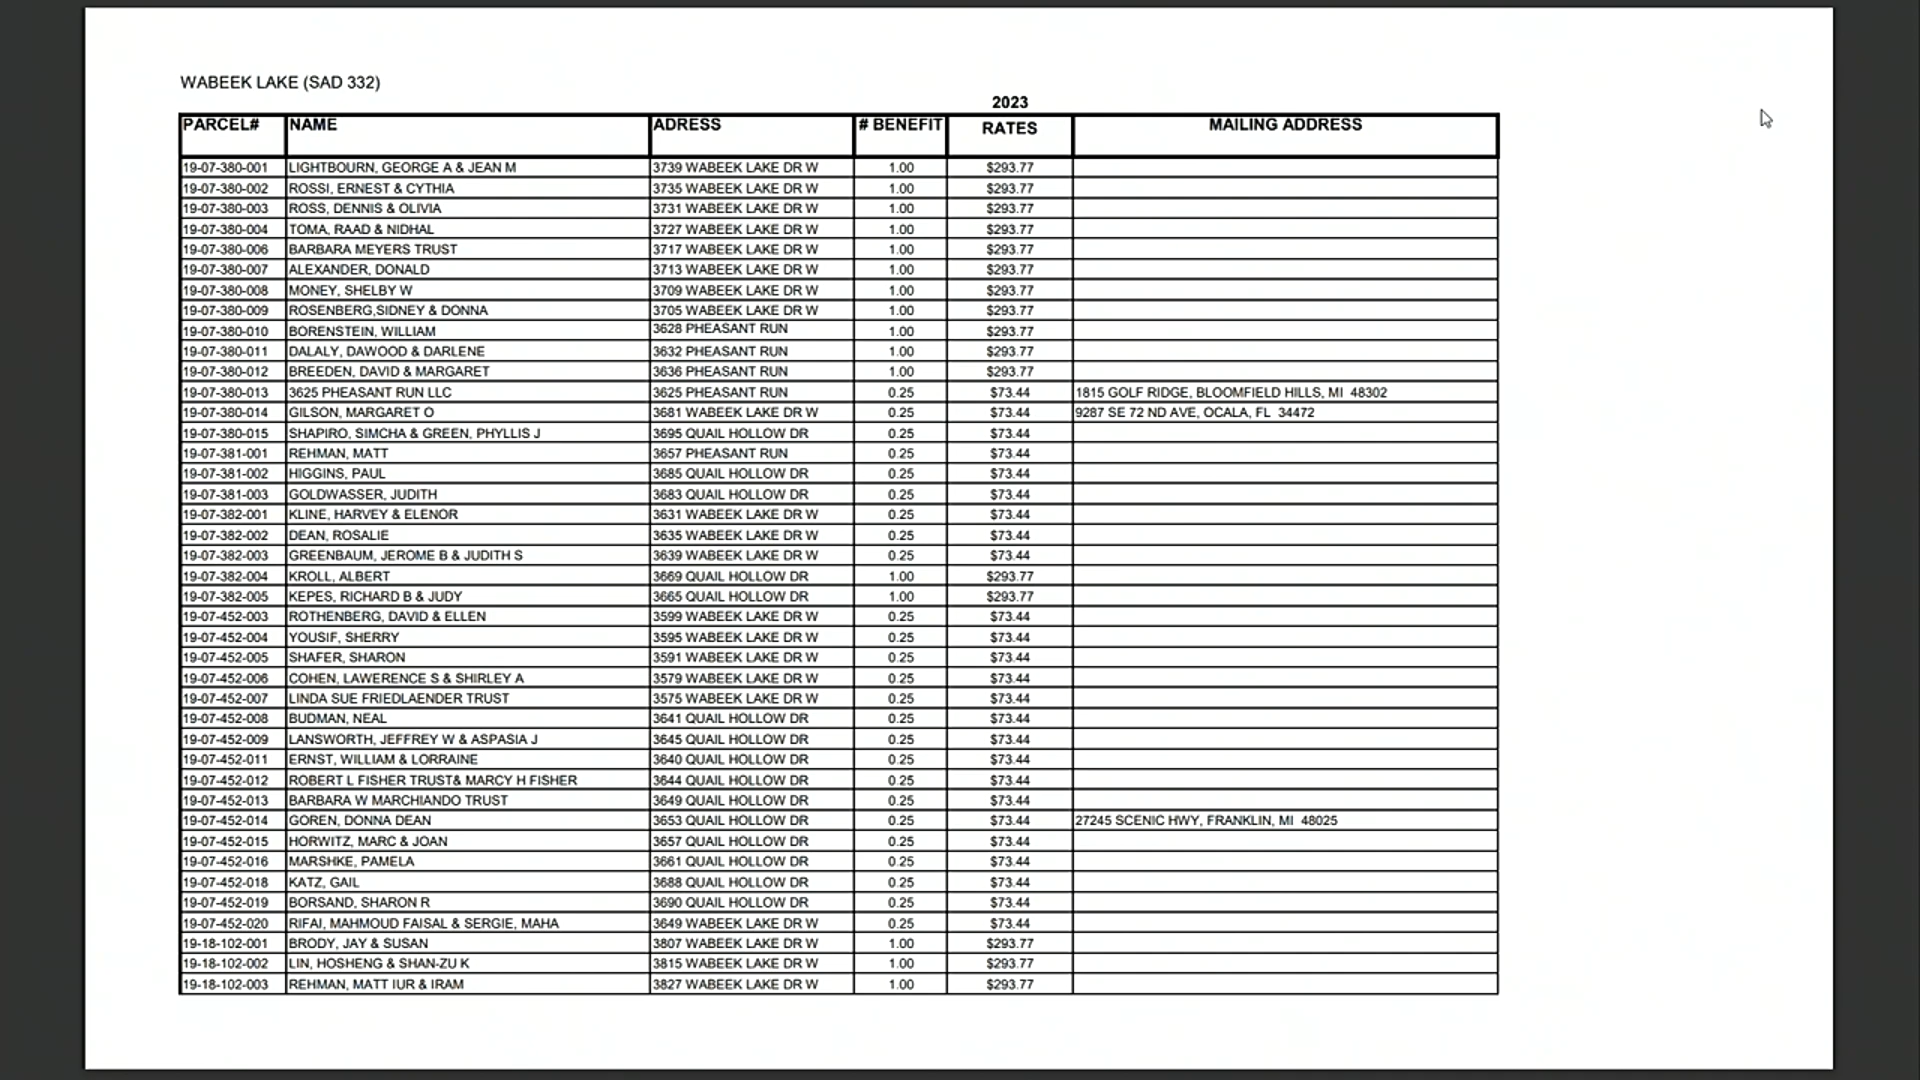 WABEEK LAKE (SAD 332)
2023
PARCEL# NAME ADRESS # BENEFIT RATES MAILING ADDRESS
19-07-380-001 LIGHTBOURN, GEORGE A & JEAN M 3739 WABEEK LAKE DR W 1.00 $293.77
19-07-380-002 ROSSI, ERNEST & CYTHIA 3735 WABEEK LAKE DR W 1.00 $293.77
19-07-380-003 ROSS, DENNIS & OLIVIA 3731 WABEEK LAKE DR W 1.00 $293.77
19-07-380-004 TOMA, RAAD & NIDHAL 3727 WABEEK LAKE DR W 1.00 $293.77
19-07-380-006 BARBARA MEYERS TRUST 3717 WABEEK LAKE DR W 1.00 $293.77
19-07-380-007 ALEXANDER, DONALD 3713 WABEEK LAKE DR W 1.00 $293.77
19-07-380-008 MONEY, SHELBY W 3709 WABEEK LAKE DR W 1.00 $293.77
19-07-380-009 ROSENBERG,SIDNEY & DONNA 3705 WABEEK LAKE DR W 1.00 $293.77
19-07-380-010 BORENSTEIN, WILLIAM 3628 PHEASANT RUN 1.00 $293.77
19-07-380-011 DALALY, DAWOOD & DARLENE 3632 PHEASANT RUN 1.00 $293.77
19-07-380-012 BREEDEN, DAVID & MARGARET 3636 PHEASANT RUN 1.00 $293.77
19-07-380-013 3625 PHEASANT RUN LLC 3625 PHEASANT RUN 0.25 $73.44 1815 GOLF RIDGE, BLOOMFIELD HILLS, MI 48302
19-07-380-014 GILSON, MARGARET O 3681 WABEEK LAKE DR W 0.25 $73.44 9287 SE 72 ND AVE, OCALA, FL 34472
19-07-380-015 SHAPIRO, SIMCHA & GREEN, PHYLLIS J 3695 QUAIL HOLLOW DR 0.25 $73.44
19-07-381-001 REHMAN, MATT 3657 PHEASANT RUN 0.25 $73.44
19-07-381-002 HIGGINS, PAUL 3685 QUAIL HOLLOW DR 0.25 $73.44
19-07-381-003 GOLDWASSER, JUDITH 3683 QUAIL HOLLOW DR 0.25 $73.44
19-07-382-001 KLINE, HARVEY & ELENOR 3631 WABEEK LAKE DR W 0.25 $73.44
19-07-382-002 DEAN, ROSALIE 3635 WABEEK LAKE DR W 0.25 $73.44
19-07-382-003 GREENBAUM, JEROME B & JUDITH S 3639 WABEEK LAKE DR W 0.25 $73.44
19-07-382-004 KROLL, ALBERT 3669 QUAIL HOLLOW DR 1.00 $293.77
19-07-382-005 KEPES, RICHARD B & JUDY 3665 QUAIL HOLLOW DR 1.00 $293.77
19-07-452-003 ROTHENBERG, DAVID & ELLEN 3599 WABEEK LAKE DR W 0.25 $73.44
19-07-452-004 YOUSIF, SHERRY 3595 WABEEK LAKE DR W 0.25 $73.44
19-07-452-005 SHAFER, SHARON 3591 WABEEK LAKE DR W 0.25 $73.44
19-07-452-006 COHEN, LAWERENCE S & SHIRLEY A 3579 WABEEK LAKE DR W 0.25 $73.44
19-07-452-007 LINDA SUE FRIEDLAENDER TRUST 3575 WABEEK LAKE DR W 0.25 $73.44
19-07-452-008 BUDMAN, NEAL 3641 QUAIL HOLLOW DR 0.25 $73.44
19-07-452-009 LANSWORTH, JEFFREY W & ASPASIA J 3645 QUAIL HOLLOW DR 0.25 $73.44
19-07-452-011 ERNST, WILLIAM & LORRAINE 3640 QUAIL HOLLOW DR 0.25 $73.44
19-07-452-012 ROBERT L FISHER TRUST& MARCY H FISHER 3644 QUAIL HOLLOW DR 0.25 $73.44
19-07-452-013 BARBARA W MARCHIANDO TRUST 3649 QUAIL HOLLOW DR 0.25 $73.44
19-07-452-014 GOREN, DONNA DEAN 3653 QUAIL HOLLOW DR 0.25 $73.44 27245 SCENIC HWY, FRANKLIN, MI 48025
19-07-452-015 HORWITZ, MARC & JOAN 3657 QUAIL HOLLOW DR 0.25 $73.44
19-07-452-016 MARSHKE, PAMELA 3661 QUAIL HOLLOW DR 0.25 $73.44
19-07-452-018 KATZ, GAIL 3688 QUAIL HOLLOW DR 0.25 $73.44
19-07-452-019 BORSAND, SHARON R 3690 QUAIL HOLLOW DR 0.25 $73.44
19-07-452-020 RIFAI, MAHMOUD FAISAL & SERGIE, MAHA 3649 WABEEK LAKE DR W 0.25 $73.44
19-18-102-001 BRODY, JAY & SUSAN 3807 WABEEK LAKE DR W 1.00 $293.77
19-18-102-002 LIN, HOSHENG & SHAN-ZU K 3815 WABEEK LAKE DR W 1.00 $293.77
19-18-102-003 REHMAN, MATT IUR & IRAM 3827 WABEEK LAKE DR W 1.00 $293.77